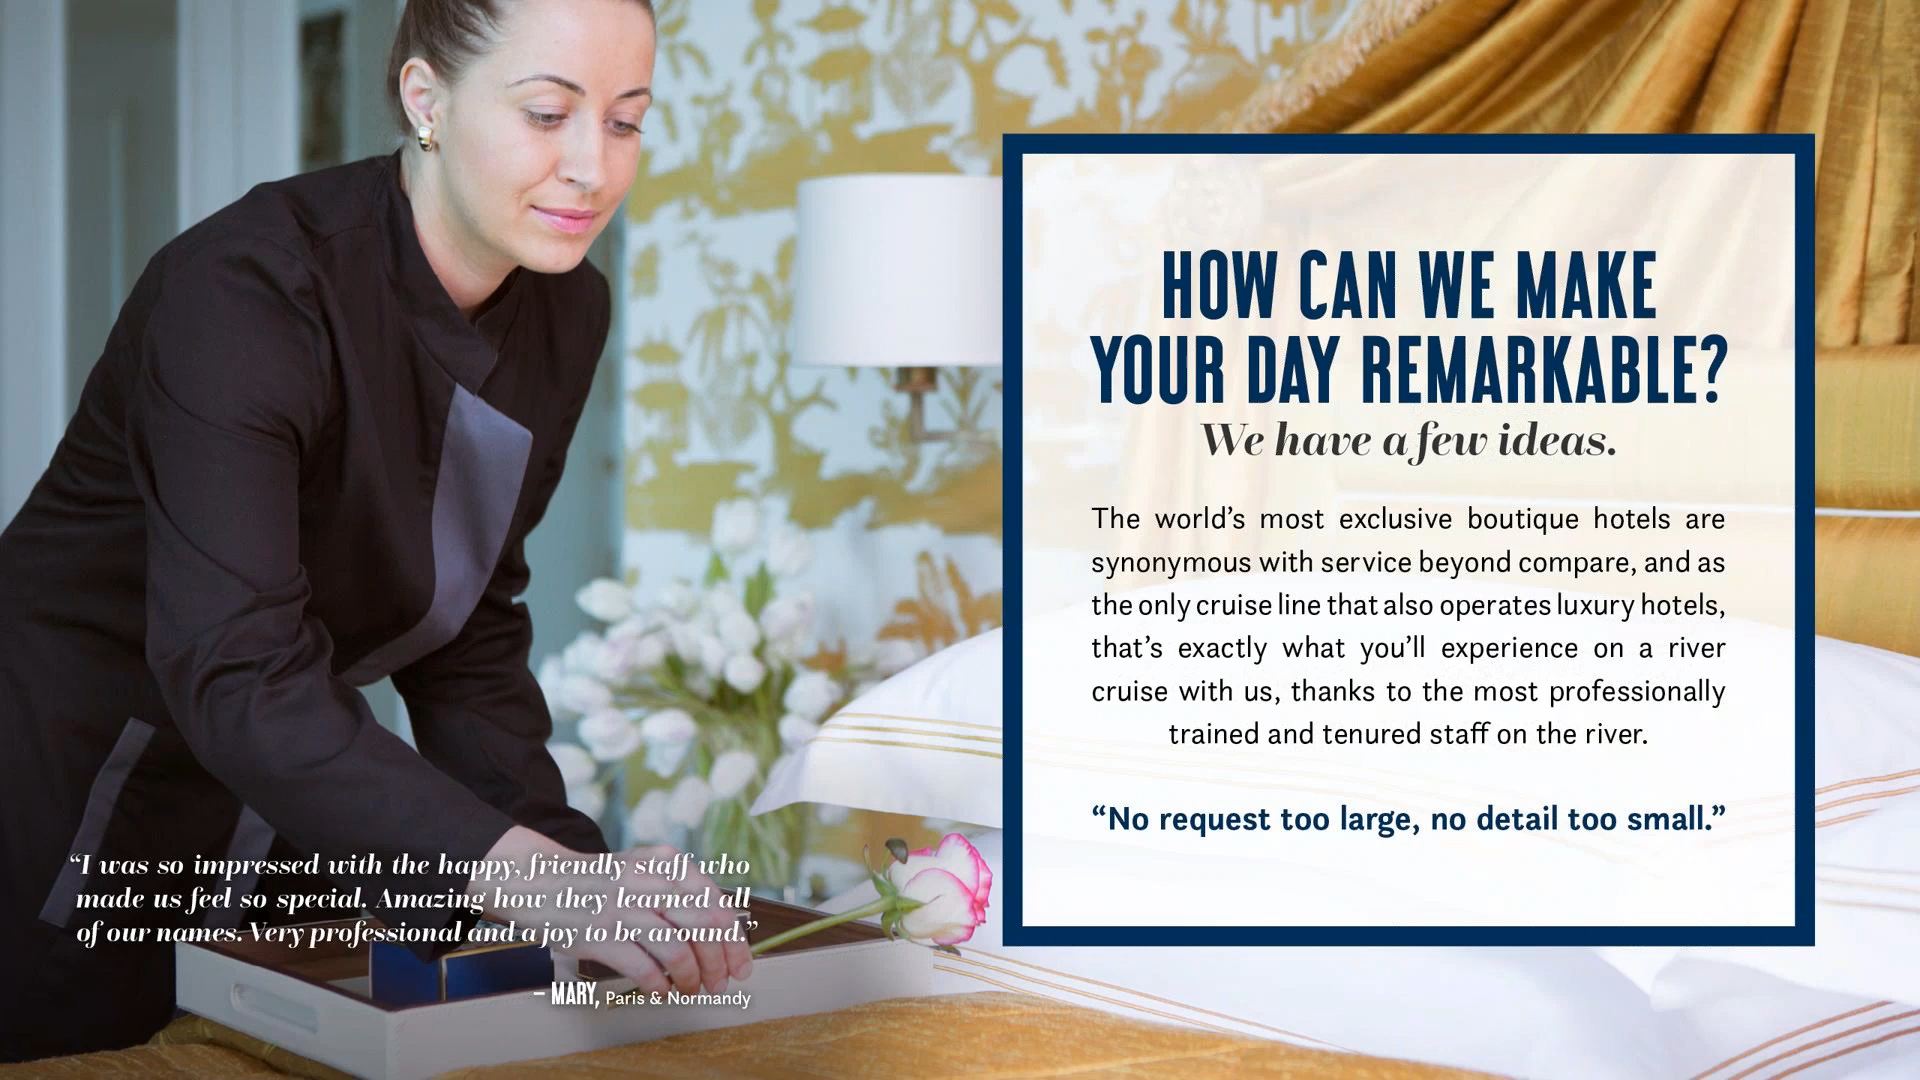 HOW CAN WE MAKE
YOUR DAY REMARKABLE?
We have a few ideas.
The world’s most exclusive boutique hotels are
synonymous with service beyond compare, and as
the only cruise line that also operates luxury hotels,
that’s exactly what you’ll experience on a river
cruise with us, thanks to the most professionally
trained and tenured staff on the river.
“No request too large, no detail too small.”
“I was so impressed with the happy, friendly staff who
made us feel so special. Amazing how they learned all
of our names. Very professional and a joy to be around.”
– MARY, Paris & Normandy